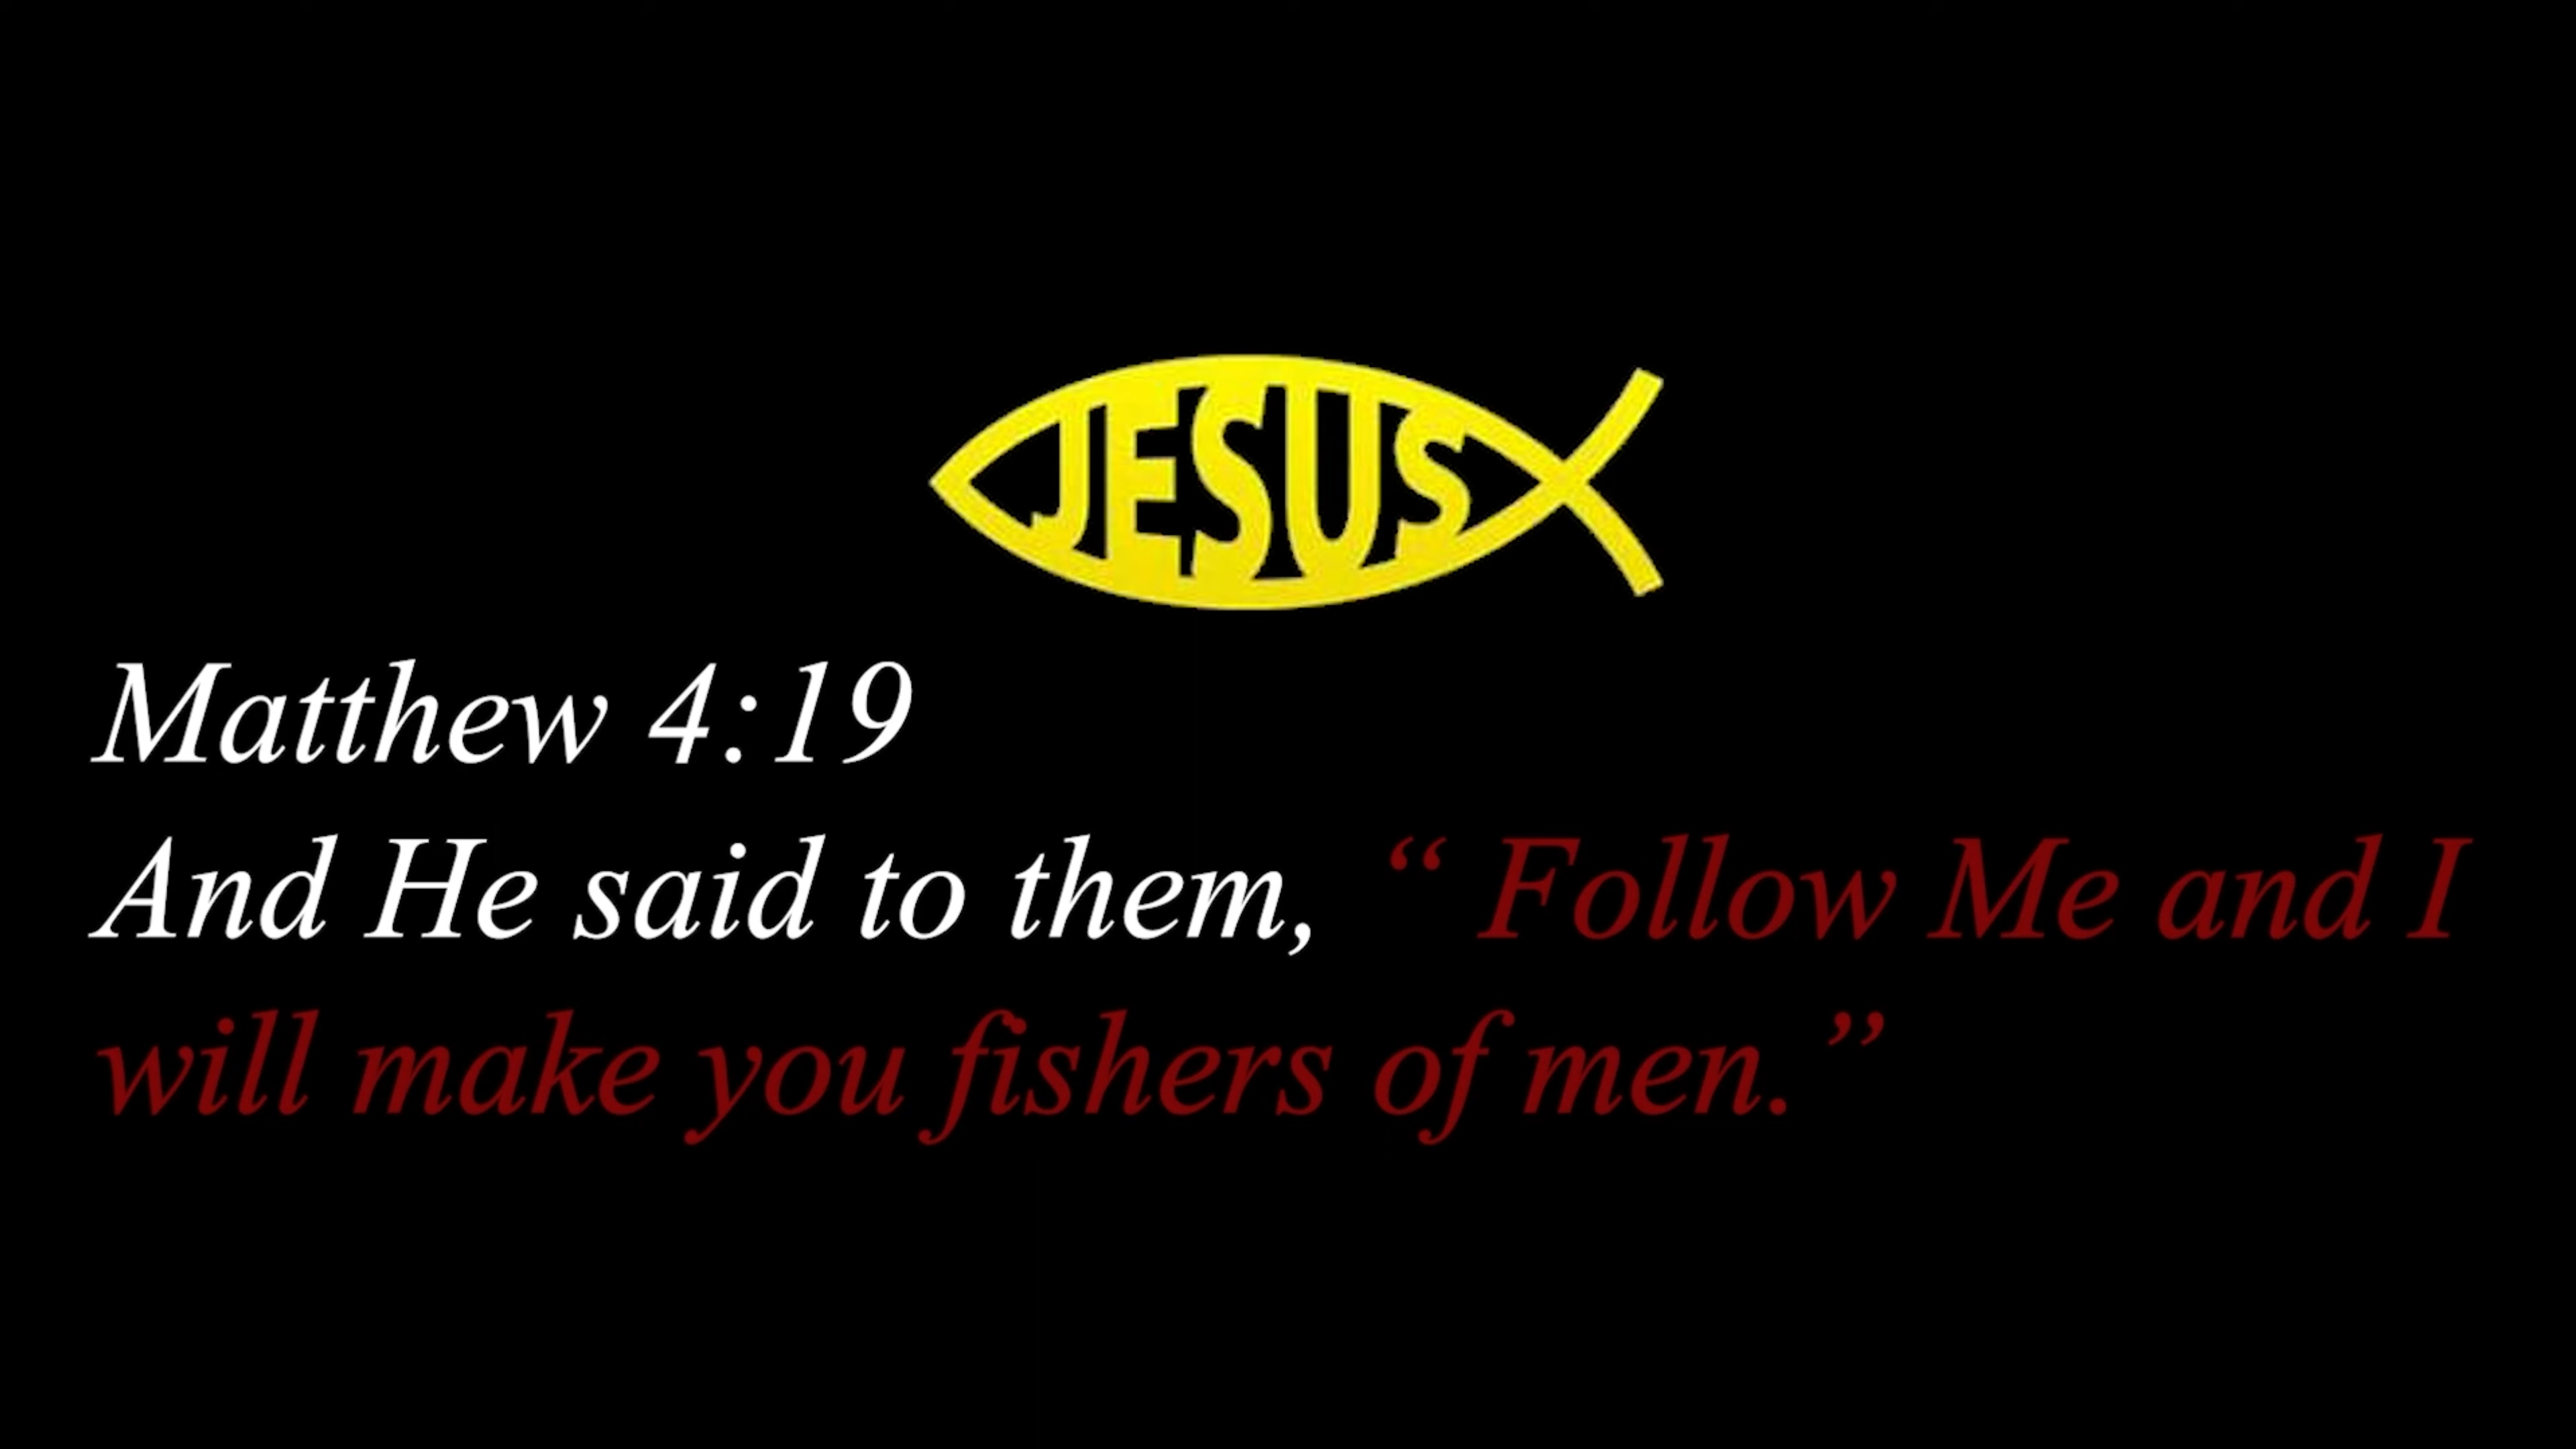 JESUS
Matthew 4:19
And He said to them, “ Follow Me and I
will make you fishers of men.”